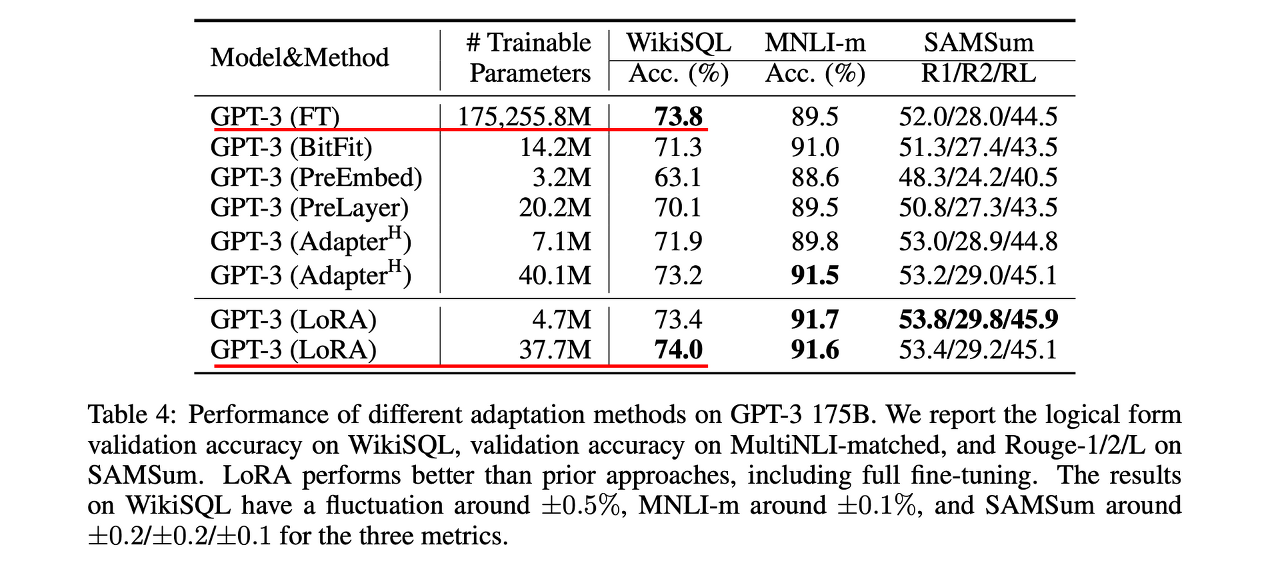 Model&Method # Trainable Parameters WikiSQL MNLI-m SAMSum
Acc. (%) Acc. (%) R1/R2/RL
GPT-3 (FT) 175,255.8M 73.8 89.5 52.0/28.0/44.5
GPT-3 (BitFit) 14.2M 71.3 91.0 51.3/27.4/43.5
GPT-3 (PreEmbed) 3.2M 63.1 88.6 48.3/24.2/40.5
GPT-3 (PreLayer) 20.2M 70.1 89.5 50.8/27.3/43.5
GPT-3 (Adapterᴴ) 7.1M 71.9 89.8 53.0/28.9/44.8
GPT-3 (Adapterᴴ) 40.1M 73.2 91.5 53.2/29.0/45.1
GPT-3 (LoRA) 4.7M 73.4 91.7 53.8/29.8/45.9
GPT-3 (LoRA) 37.7M 74.0 91.6 53.4/29.2/45.1
Table 4: Performance of different adaptation methods on GPT-3 175B. We report the logical form
validation accuracy on WikiSQL, validation accuracy on MultiNLI-matched, and Rouge-1/2/L on
SAMSum. LoRA performs better than prior approaches, including full fine-tuning. The results
on WikiSQL have a fluctuation around ±0.5%, MNLI-m around ±0.1%, and SAMSum around
±0.2/±0.2/±0.1 for the three metrics.